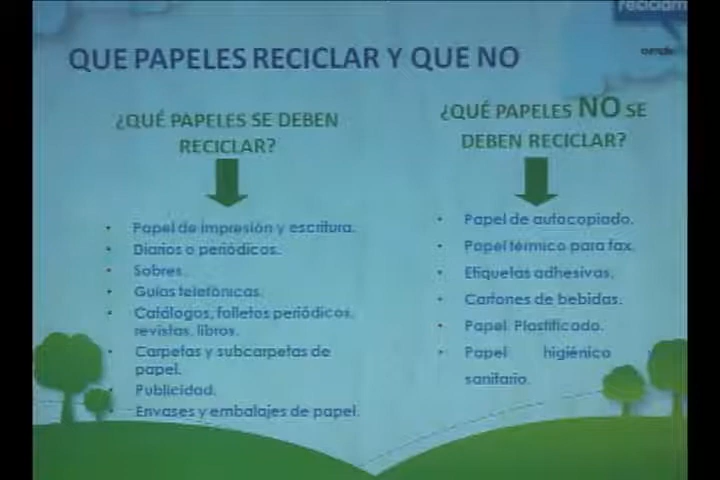 QUE PAPELES RECICLAR Y QUE NO
¿QUÉ PAPELES SE DEBEN
RECICLAR?
• Papel de impresión y escritura.
• Diarios o periódicos.
• Sobres.
• Guías telefónicas.
• Catálogos, folletos periódicos,
revistas, libros.
• Carpetas y subcarpetas de
papel.
• Publicidad.
• Envases y embalajes de papel.
¿QUÉ PAPELES NO SE
DEBEN RECICLAR?
• Papel de autocopiado.
• Papel térmico para fax.
• Etiquetas adhesivas.
• Cartones de bebidas.
• Papel Plastificado.
• Papel higiénico y
sanitario.